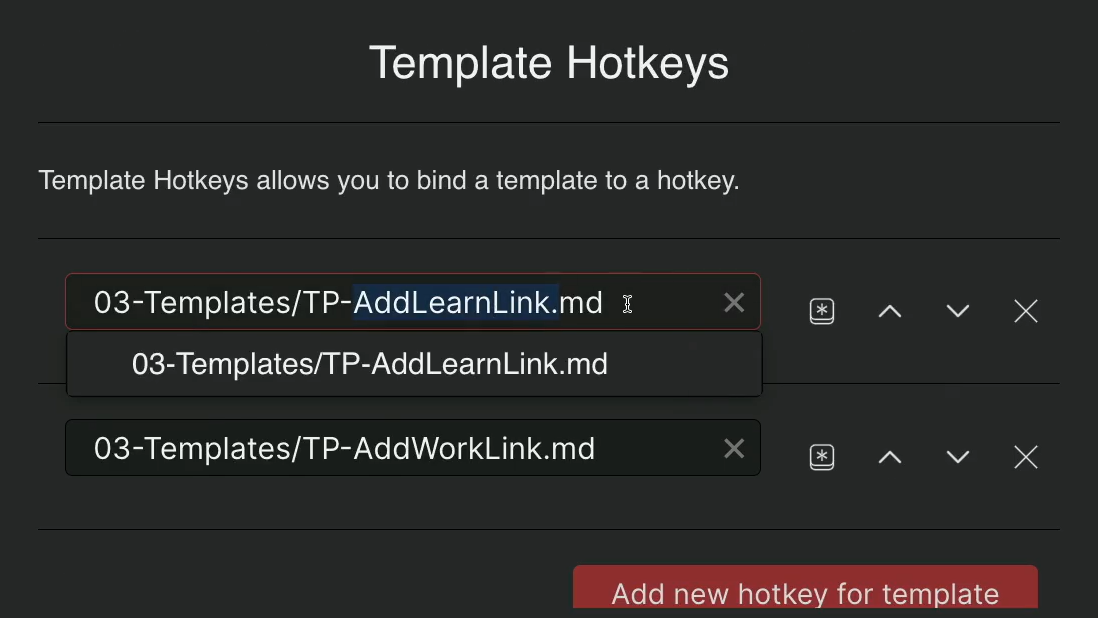 Template Hotkeys
Template Hotkeys allows you to bind a template to a hotkey.
03-Templates/TP-AddLearnLink.md
03-Templates/TP-AddLearnLink.md
03-Templates/TP-AddWorkLink.md
Add new hotkey for template